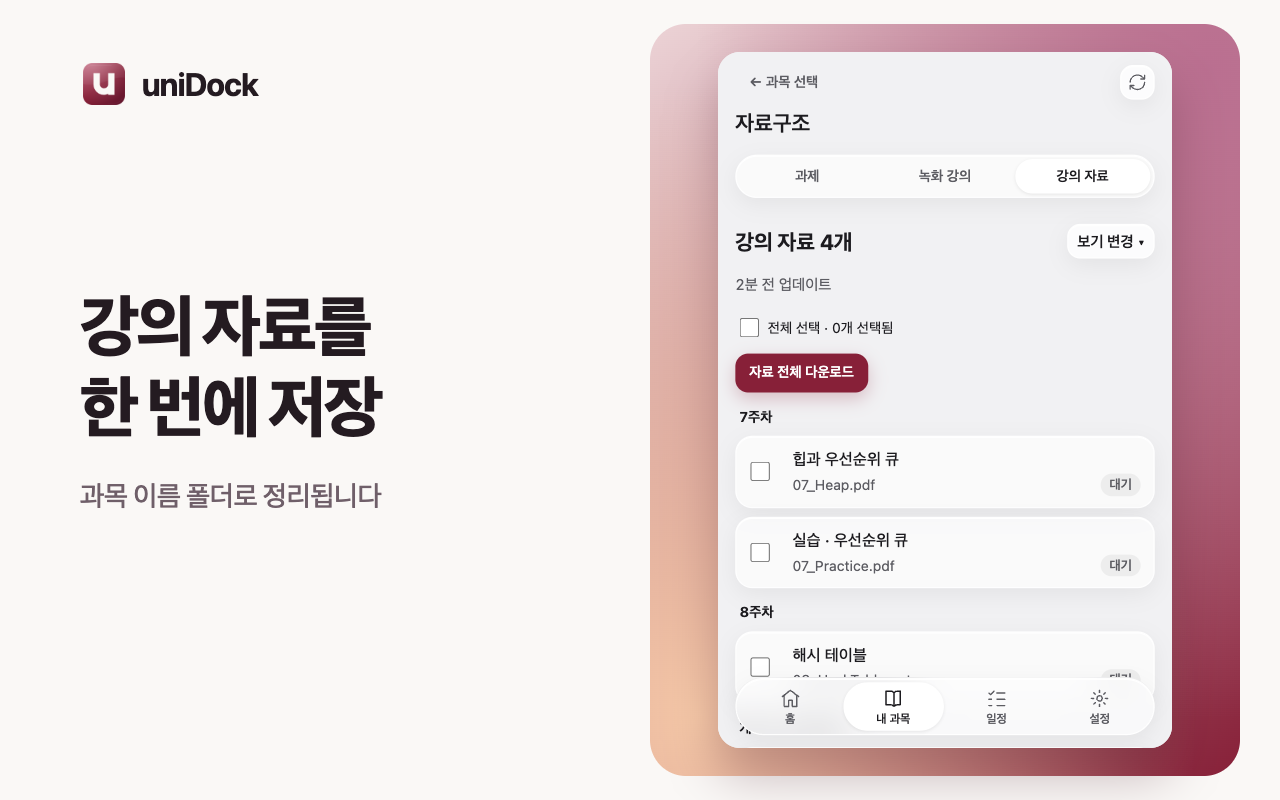 uniDock
강의 자료를
한 번에 저장
과목 이름 폴더로 정리됩니다
← 과목 선택
자료구조
과제
녹화 강의
강의 자료
강의 자료 4개
보기 변경 ▾
2분 전 업데이트
전체 선택 · 0개 선택됨
자료 전체 다운로드
7주차
힙과 우선순위 큐
07_Heap.pdf
대기
실습 · 우선순위 큐
07_Practice.pdf
대기
8주차
해시 테이블
대기
홈
내 과목
일정
설정